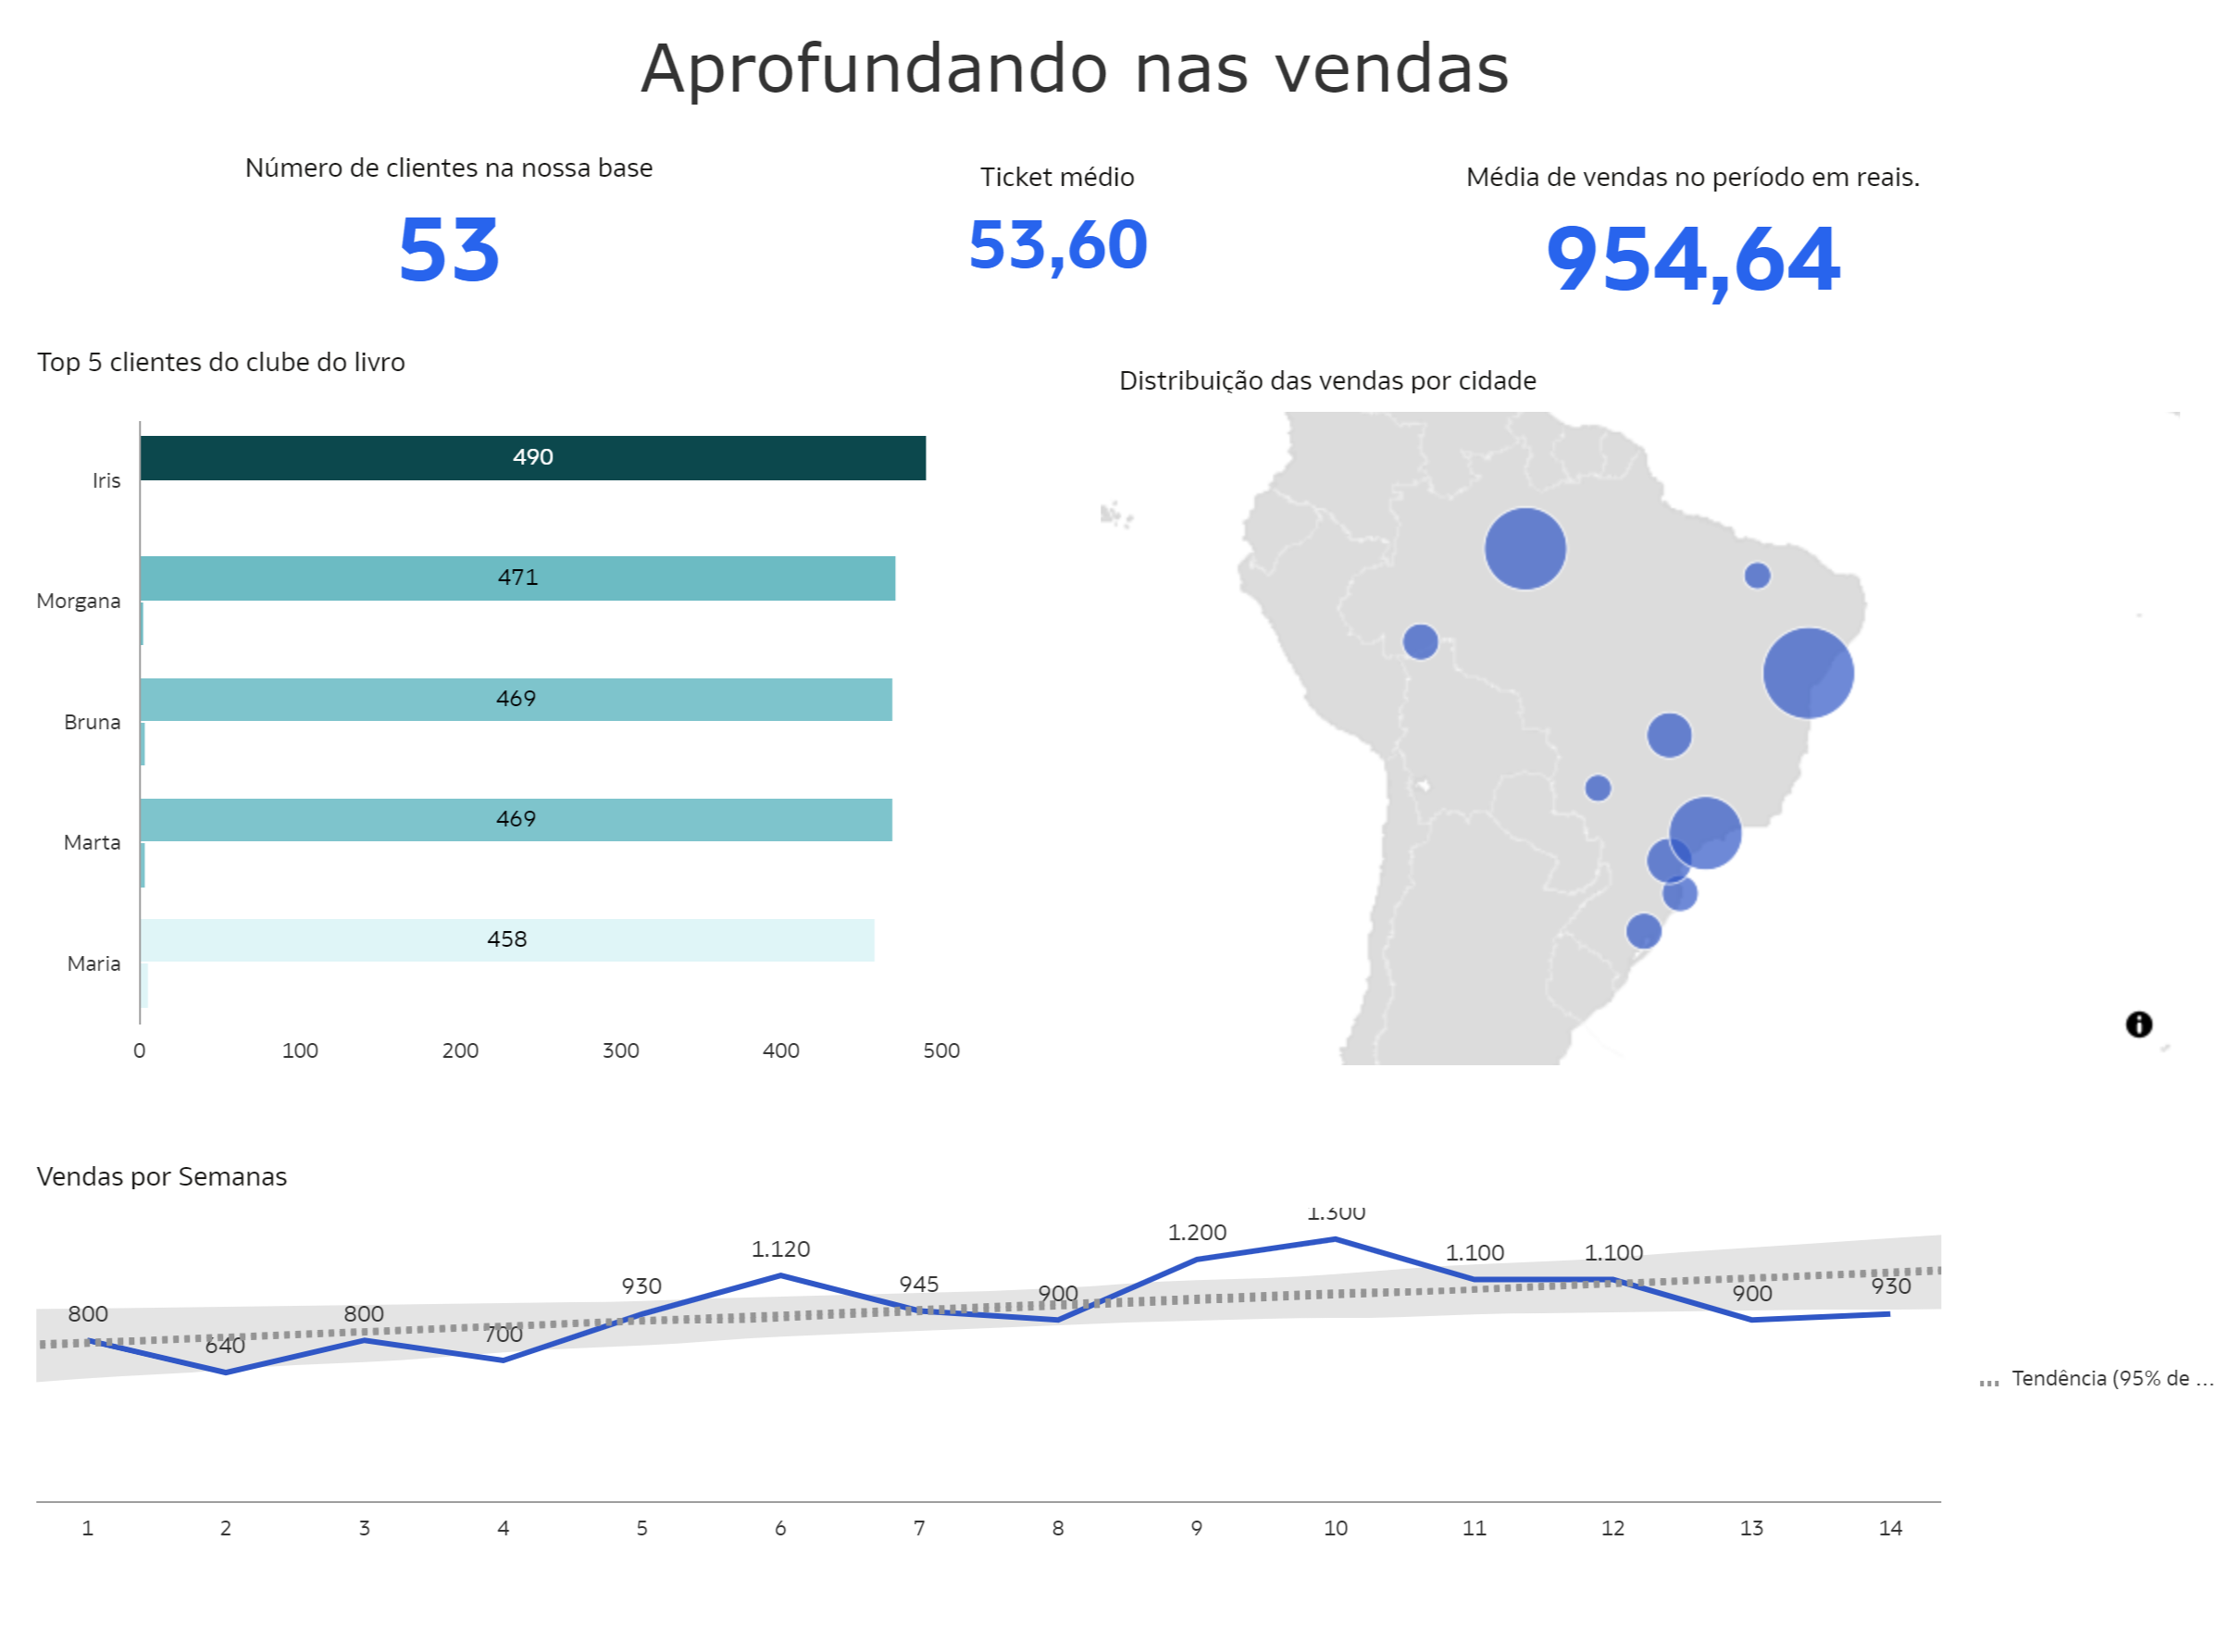 Aprofundando nas vendas
Número de clientes na nossa base
53
Ticket médio
53,60
Média de vendas no período em reais.
954,64
Top 5 clientes do clube do livro
Iris
490
Morgana
471
Bruna
469
Marta
469
Maria
458
0 100 200 300 400 500
Distribuição das vendas por cidade
Vendas por Semanas
800 640 800 700 930 1.120 945 900 1.200 1.300 1.100 1.100 900 930
Tendência (95% de ...
1 2 3 4 5 6 7 8 9 10 11 12 13 14